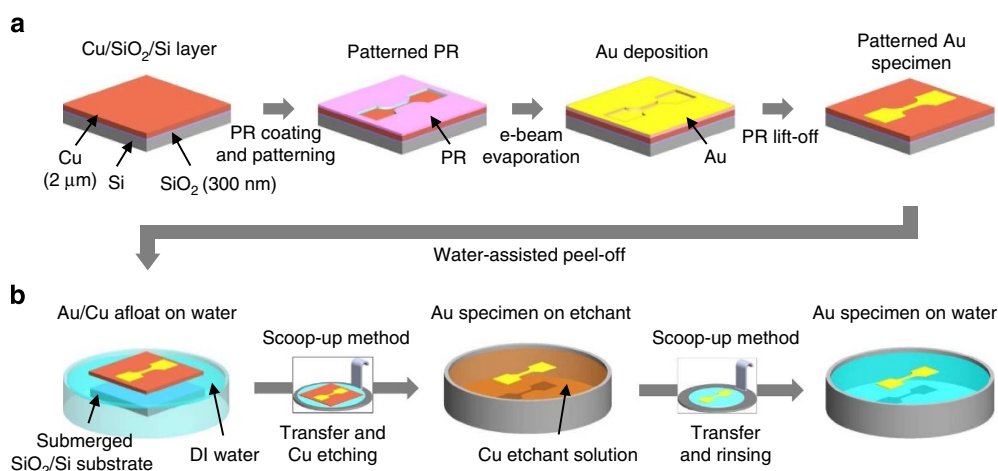 a
Cu/SiO2/Si layer
Patterned PR
Au deposition
Patterned Au
specimen
PR coating
and patterning
e-beam
evaporation
PR lift-off
Cu
(2 μm)
Si
SiO2 (300 nm)
PR
Au
Water-assisted peel-off
b
Au/Cu afloat on water
Scoop-up method
Au specimen on etchant
Scoop-up method
Au specimen on water
Submerged
SiO2/Si substrate
DI water
Transfer and
Cu etching
Cu etchant solution
Transfer
and rinsing